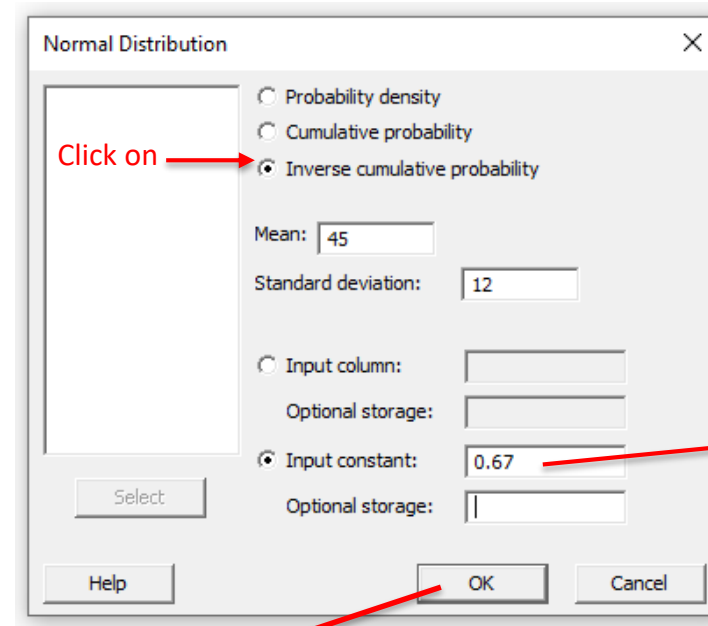 Normal Distribution
Probability density
Cumulative probability
Click on
Inverse cumulative probability
Mean: 45
Standard deviation: 12
Input column:
Optional storage:
Input constant: 0.67
Select
Optional storage:
Help OK Cancel